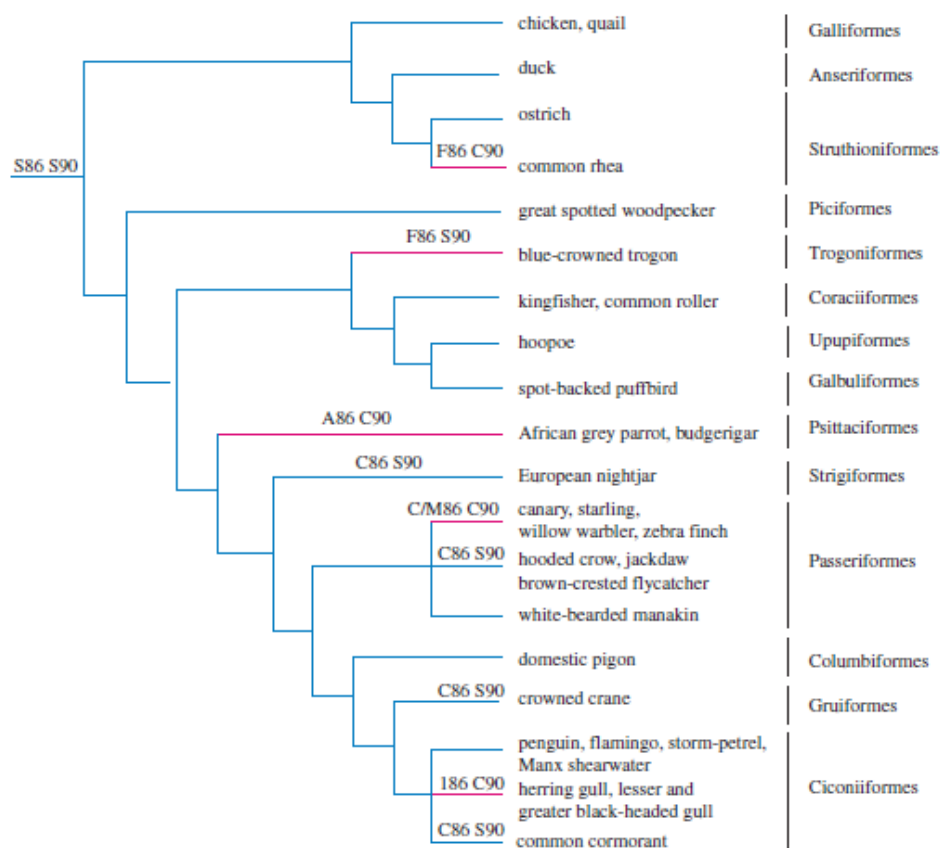 chicken, quail
Galliformes
duck
Anseriformes
ostrich
F86 C90
Struthioniformes
S86 S90
common rhea
great spotted woodpecker
Piciformes
F86 S90
blue-crowned trogon
Trogoniformes
kingfisher, common roller
Coraciiformes
hoopoe
Upupiformes
spot-backed puffbird
Galbuliformes
A86 C90
African grey parrot, budgerigar
Psittaciformes
C86 S90
European nightjar
Strigiformes
C/M86 C90
canary, starling,
willow warbler, zebra finch
C86 S90
hooded crow, jackdaw
brown-crested flycatcher
Passeriformes
white-bearded manakin
domestic pigon
Columbiformes
C86 S90
crowned crane
Gruiformes
penguin, flamingo, storm-petrel,
Manx shearwater
186 C90
herring gull, lesser and
greater black-headed gull
Ciconiiformes
C86 S90
common cormorant